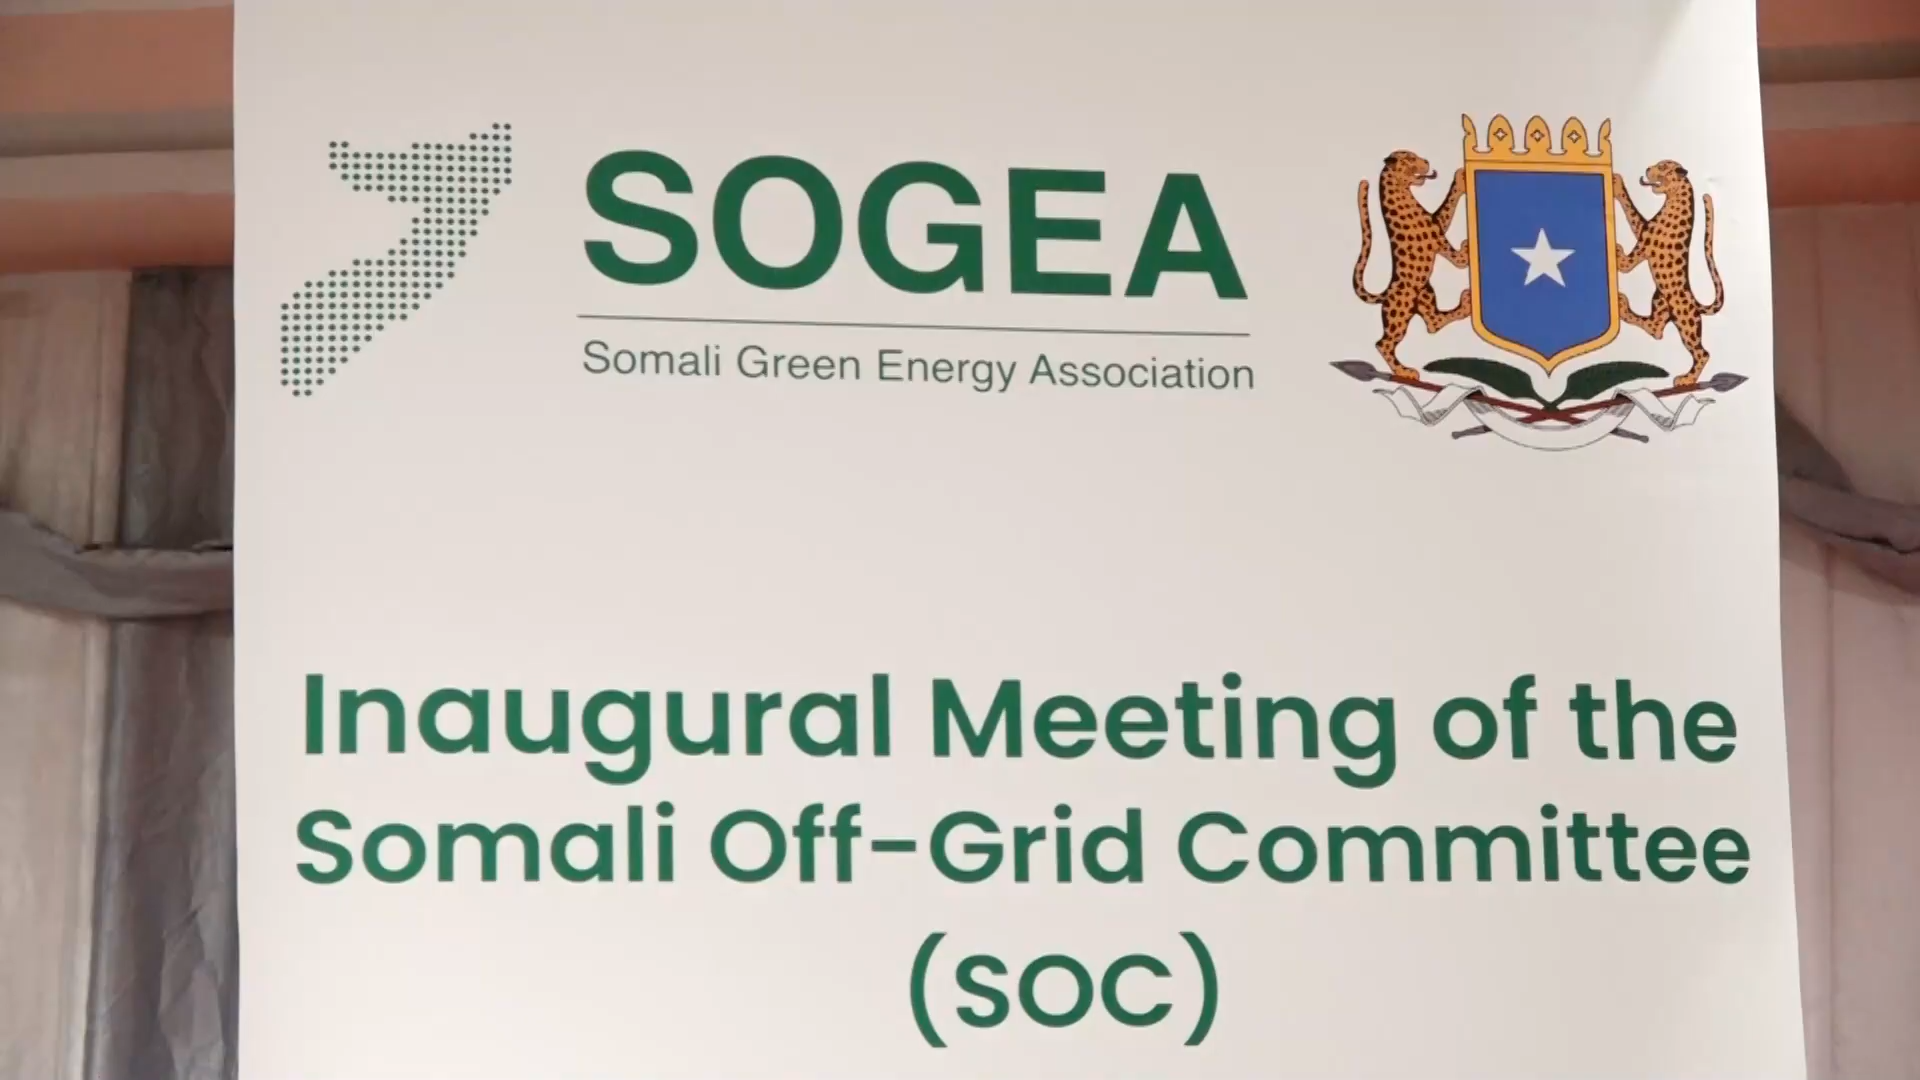 SOGEA
Somali Green Energy Association
Inaugural Meeting of the
Somali Off-Grid Committee
(SOC)